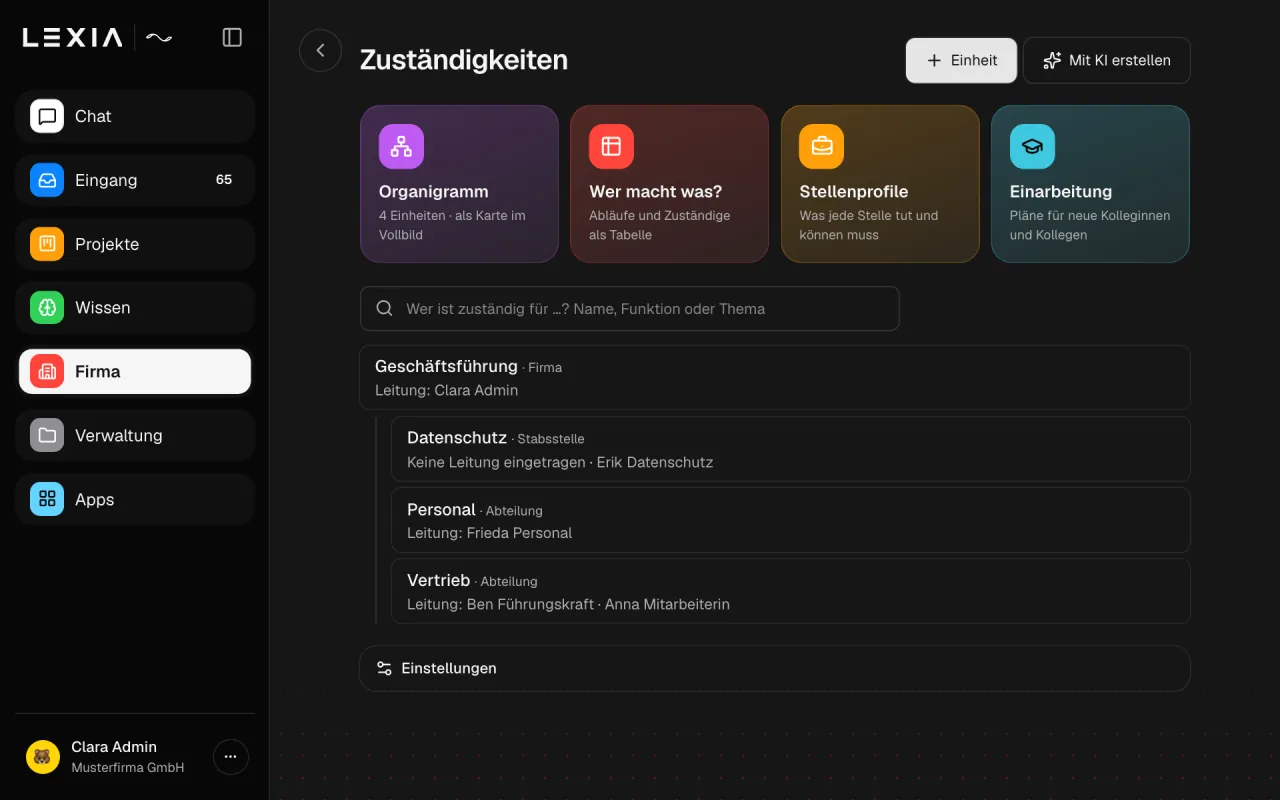 LEXIA
Chat
Eingang 65
Projekte
Wissen
Firma
Verwaltung
Apps
Clara Admin
Musterfirma GmbH
Zuständigkeiten
Einheit
Mit KI erstellen
Organigramm
4 Einheiten · als Karte im
Vollbild
Wer macht was?
Abläufe und Zuständige
als Tabelle
Stellenprofile
Was jede Stelle tut und
können muss
Einarbeitung
Pläne für neue Kolleginnen
und Kollegen
Wer ist zuständig für …? Name, Funktion oder Thema
Geschäftsführung · Firma
Leitung: Clara Admin
Datenschutz · Stabsstelle
Keine Leitung eingetragen · Erik Datenschutz
Personal · Abteilung
Leitung: Frieda Personal
Vertrieb · Abteilung
Leitung: Ben Führungskraft · Anna Mitarbeiterin
Einstellungen